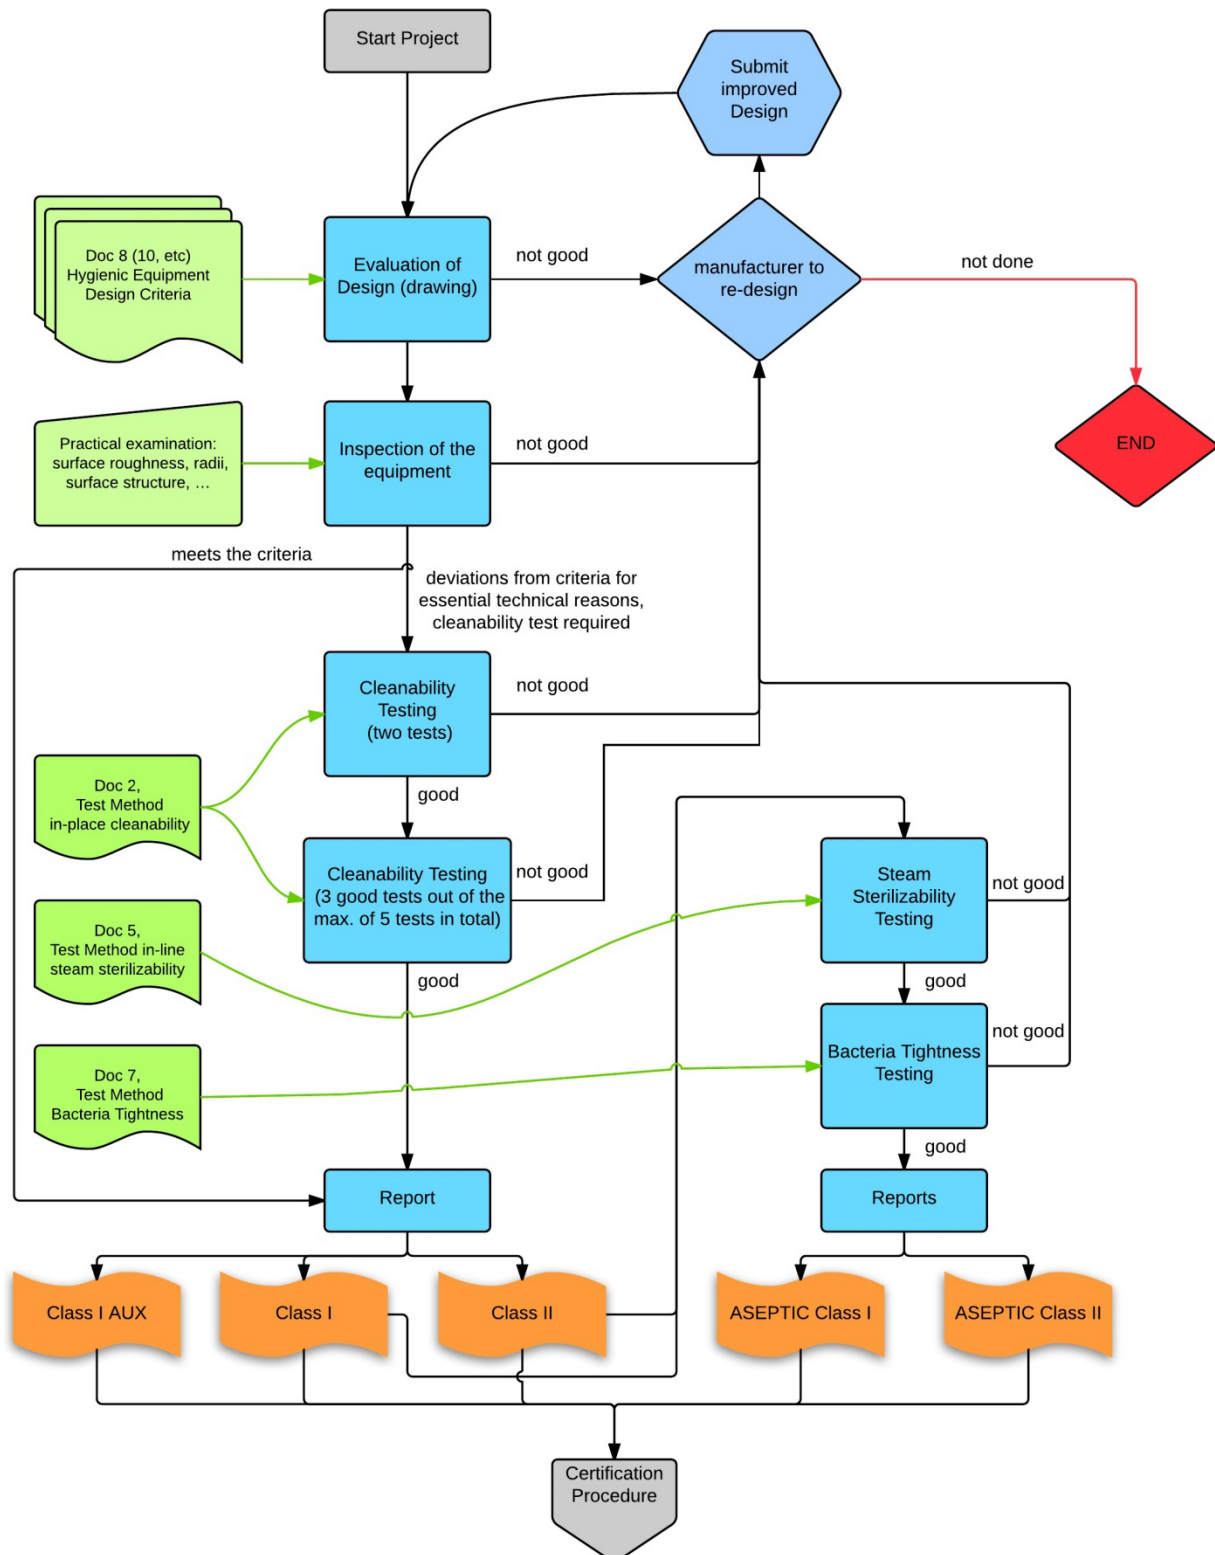 Start Project
Submit
improved
Design
Doc 8 (10, etc)
Hygienic Equipment
Design Criteria
Evaluation of
Design (drawing)
not good
manufacturer to
re-design
not done
Practical examination:
surface roughness, radii,
surface structure, …
Inspection of the
equipment
not good
END
meets the criteria
deviations from criteria for
essential technical reasons,
cleanability test required
Cleanability
Testing
(two tests)
not good
Doc 2,
Test Method
in-place cleanability
good
Cleanability Testing
(3 good tests out of the
max. of 5 tests in total)
not good
Steam
Sterilizability
Testing
not good
Doc 5,
Test Method in-line
steam sterilizability
good
good
Doc 7,
Test Method
Bacteria Tightness
Bacteria Tightness
Testing
not good
good
Report
Reports
Class I AUX
Class I
Class II
ASEPTIC Class I
ASEPTIC Class II
Certification
Procedure